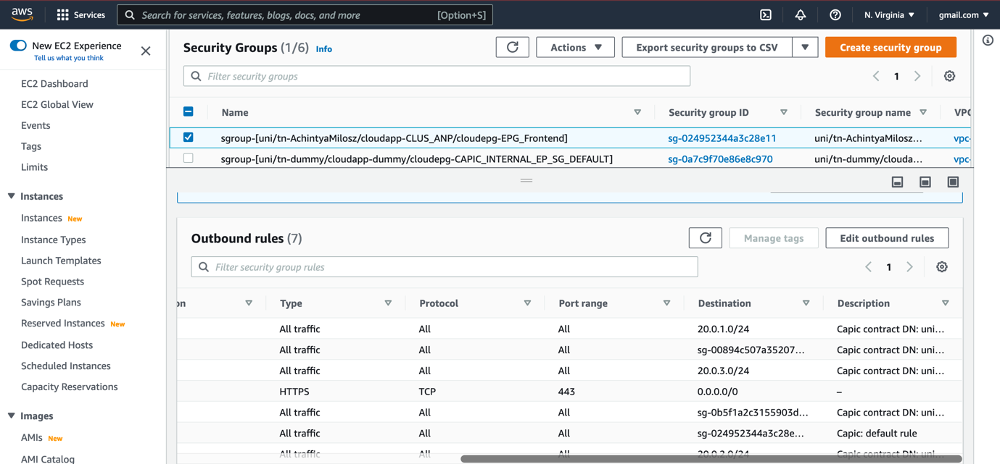 aws Services Search for services, features, blogs, docs, and more [Option+S] N. Virginia gmail.com
New EC2 Experience
Tell us what you think
EC2 Dashboard
EC2 Global View
Events
Tags
Limits
Instances
Instances New
Instance Types
Launch Templates
Spot Requests
Savings Plans
Reserved Instances New
Dedicated Hosts
Scheduled Instances
Capacity Reservations
Images
AMIs New
AMI Catalog
Security Groups (1/6) Info Actions Export security groups to CSV Create security group
Filter security groups 1
Name Security group ID Security group name VPC
sgroup-[uni/tn-AchintyaMilosz/cloudapp-CLUS_ANP/cloudepg-EPG_Frontend] sg-024952344a3c28e11 uni/tn-AchintyaMilosz... vpc-
sgroup-[uni/tn-dummy/cloudapp-dummy/cloudepg-CAPIC_INTERNAL_EP_SG_DEFAULT] sg-0a7c9f70e86e8c970 uni/tn-dummy/clouda... vpc-
Outbound rules (7) Manage tags Edit outbound rules
Filter security group rules 1
on Type Protocol Port range Destination Description
All traffic All All 20.0.1.0/24 Capic contract DN: uni...
All traffic All All sg-00894c507a35207... Capic contract DN: uni...
All traffic All All 20.0.3.0/24 Capic contract DN: uni...
HTTPS TCP 443 0.0.0.0/0 –
All traffic All All sg-0b5f1a2c3155903d... Capic contract DN: uni...
All traffic All All sg-024952344a3c28e... Capic: default rule
All traffic All All 20.0.2.0/24 Capic contract DN: uni...